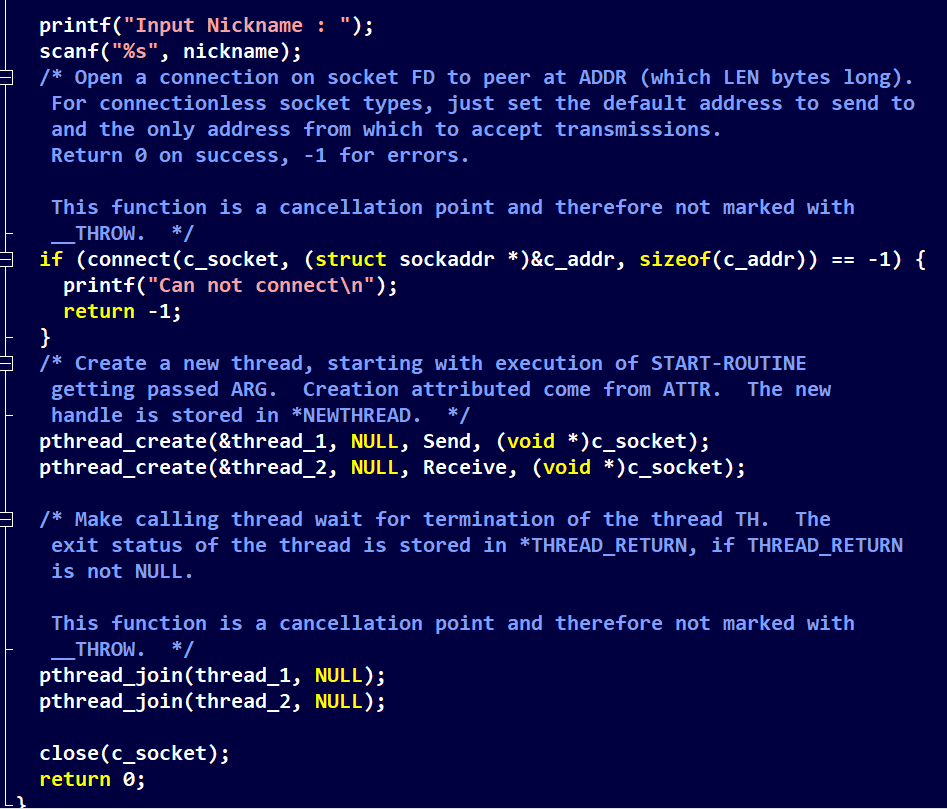 printf("Input Nickname : ");
scanf("%s", nickname);
/* Open a connection on socket FD to peer at ADDR (which LEN bytes long).
For connectionless socket types, just set the default address to send to
and the only address from which to accept transmissions.
Return 0 on success, -1 for errors.
This function is a cancellation point and therefore not marked with
__THROW.  */
if (connect(c_socket, (struct sockaddr *)&c_addr, sizeof(c_addr)) == -1) {
printf("Can not connect\n");
return -1;
}
/* Create a new thread, starting with execution of START-ROUTINE
getting passed ARG.  Creation attributed come from ATTR.  The new
handle is stored in *NEWTHREAD.  */
pthread_create(&thread_1, NULL, Send, (void *)c_socket);
pthread_create(&thread_2, NULL, Receive, (void *)c_socket);
/* Make calling thread wait for termination of the thread TH.  The
exit status of the thread is stored in *THREAD_RETURN, if THREAD_RETURN
is not NULL.
This function is a cancellation point and therefore not marked with
__THROW.  */
pthread_join(thread_1, NULL);
pthread_join(thread_2, NULL);
close(c_socket);
return 0;
}